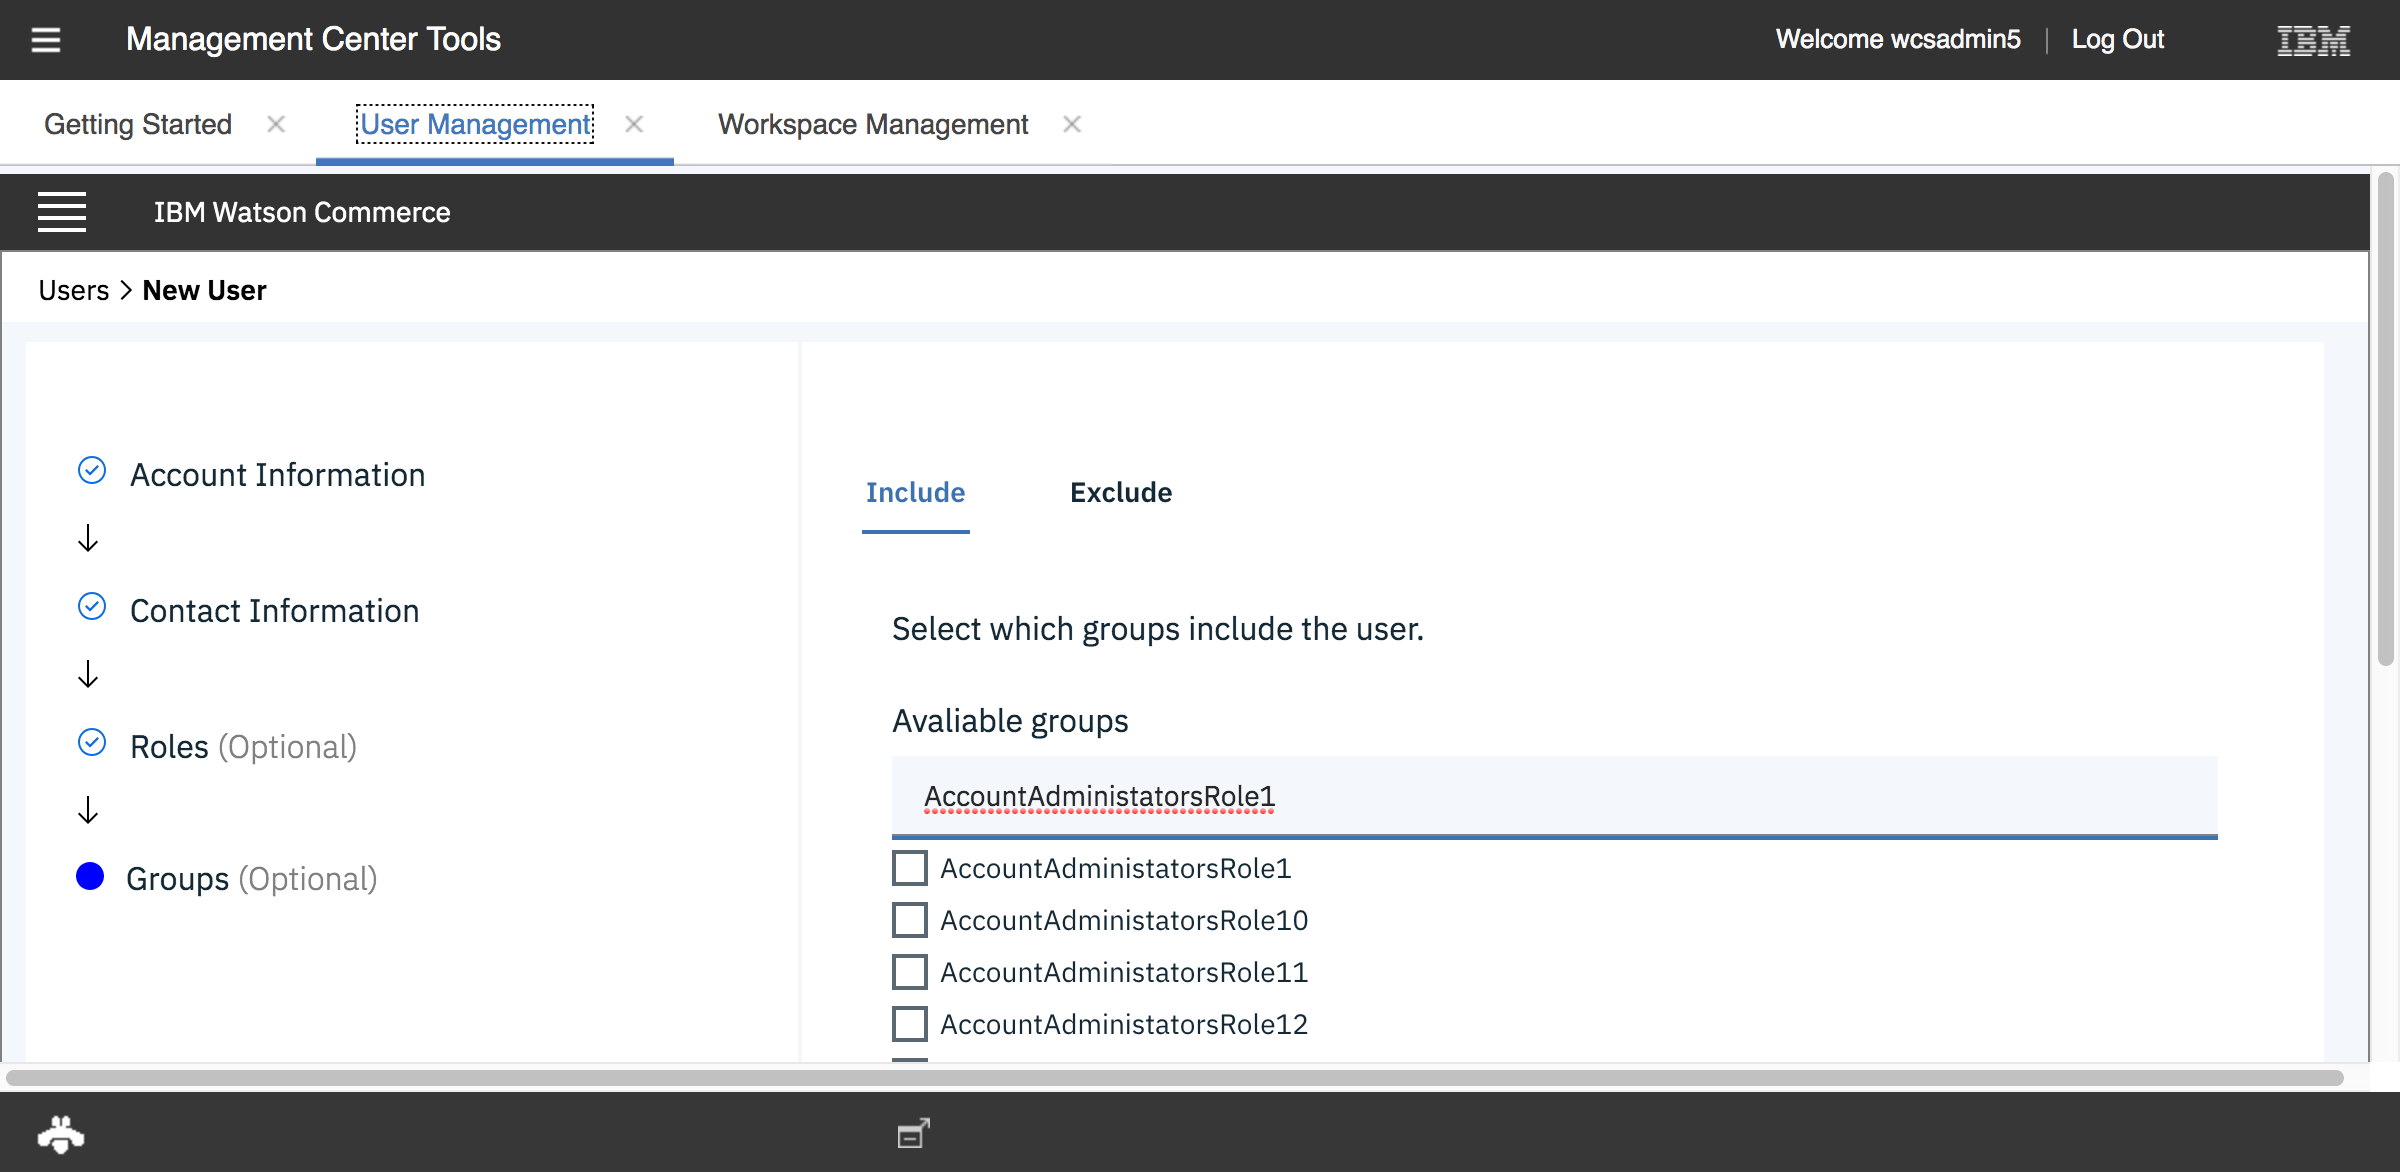 Management Center Tools
Welcome wcsadmin5 | Log Out
IBM
Getting Started
User Management
Workspace Management
IBM Watson Commerce
Users > New User
Account Information
Contact Information
Roles (Optional)
Groups (Optional)
Include
Exclude
Select which groups include the user.
Avaliable groups
AccountAdministatorsRole1
AccountAdministatorsRole1
AccountAdministatorsRole10
AccountAdministatorsRole11
AccountAdministatorsRole12